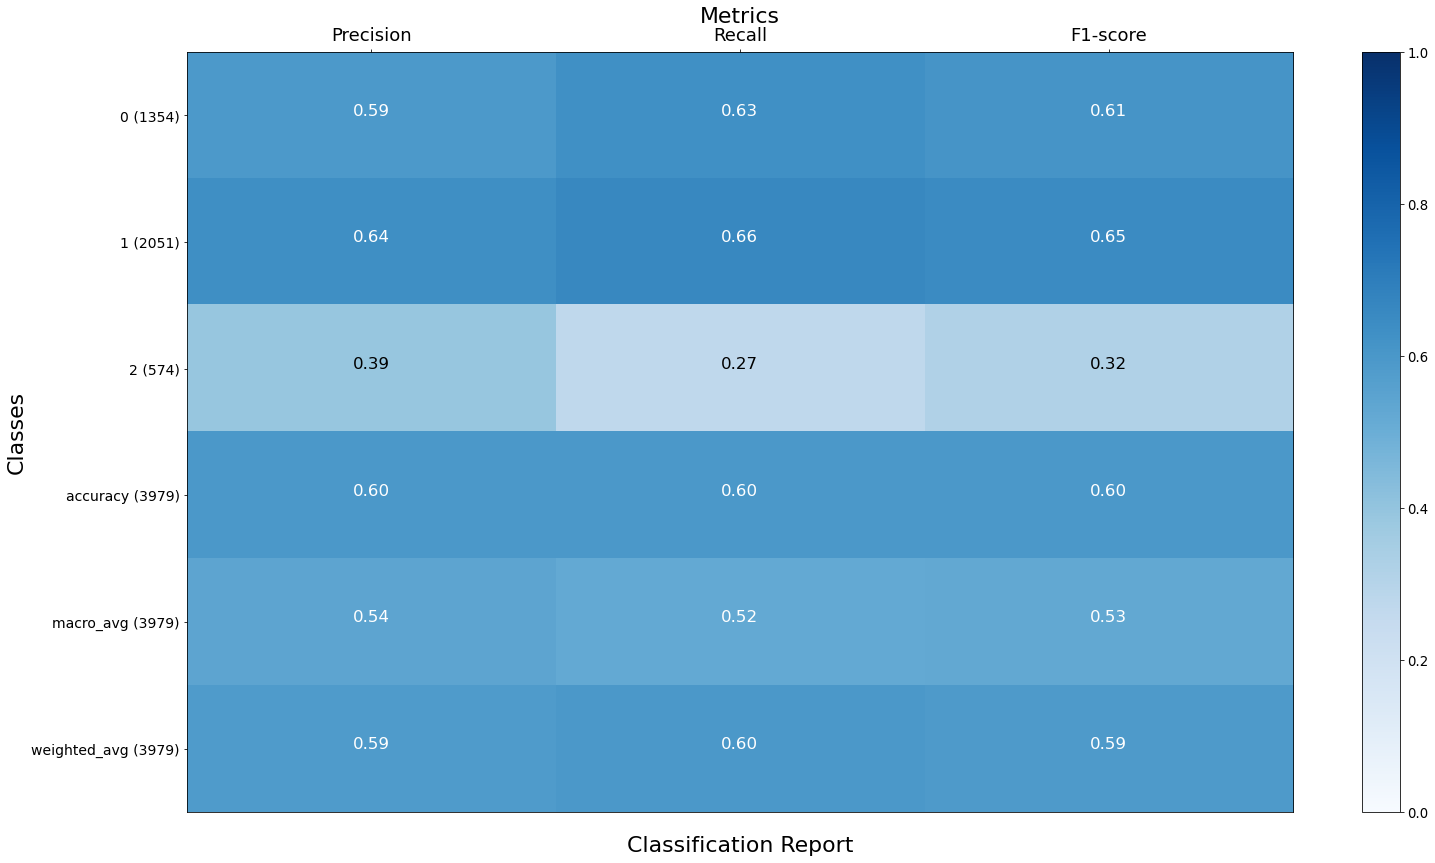 Metrics
Precision Recall F1-score
0 (1354) 0.59 0.63 0.61
1 (2051) 0.64 0.66 0.65
2 (574) 0.39 0.27 0.32
accuracy (3979) 0.60 0.60 0.60
macro_avg (3979) 0.54 0.52 0.53
weighted_avg (3979) 0.59 0.60 0.59
Classes
Classification Report
1.0
0.8
0.6
0.4
0.2
0.0